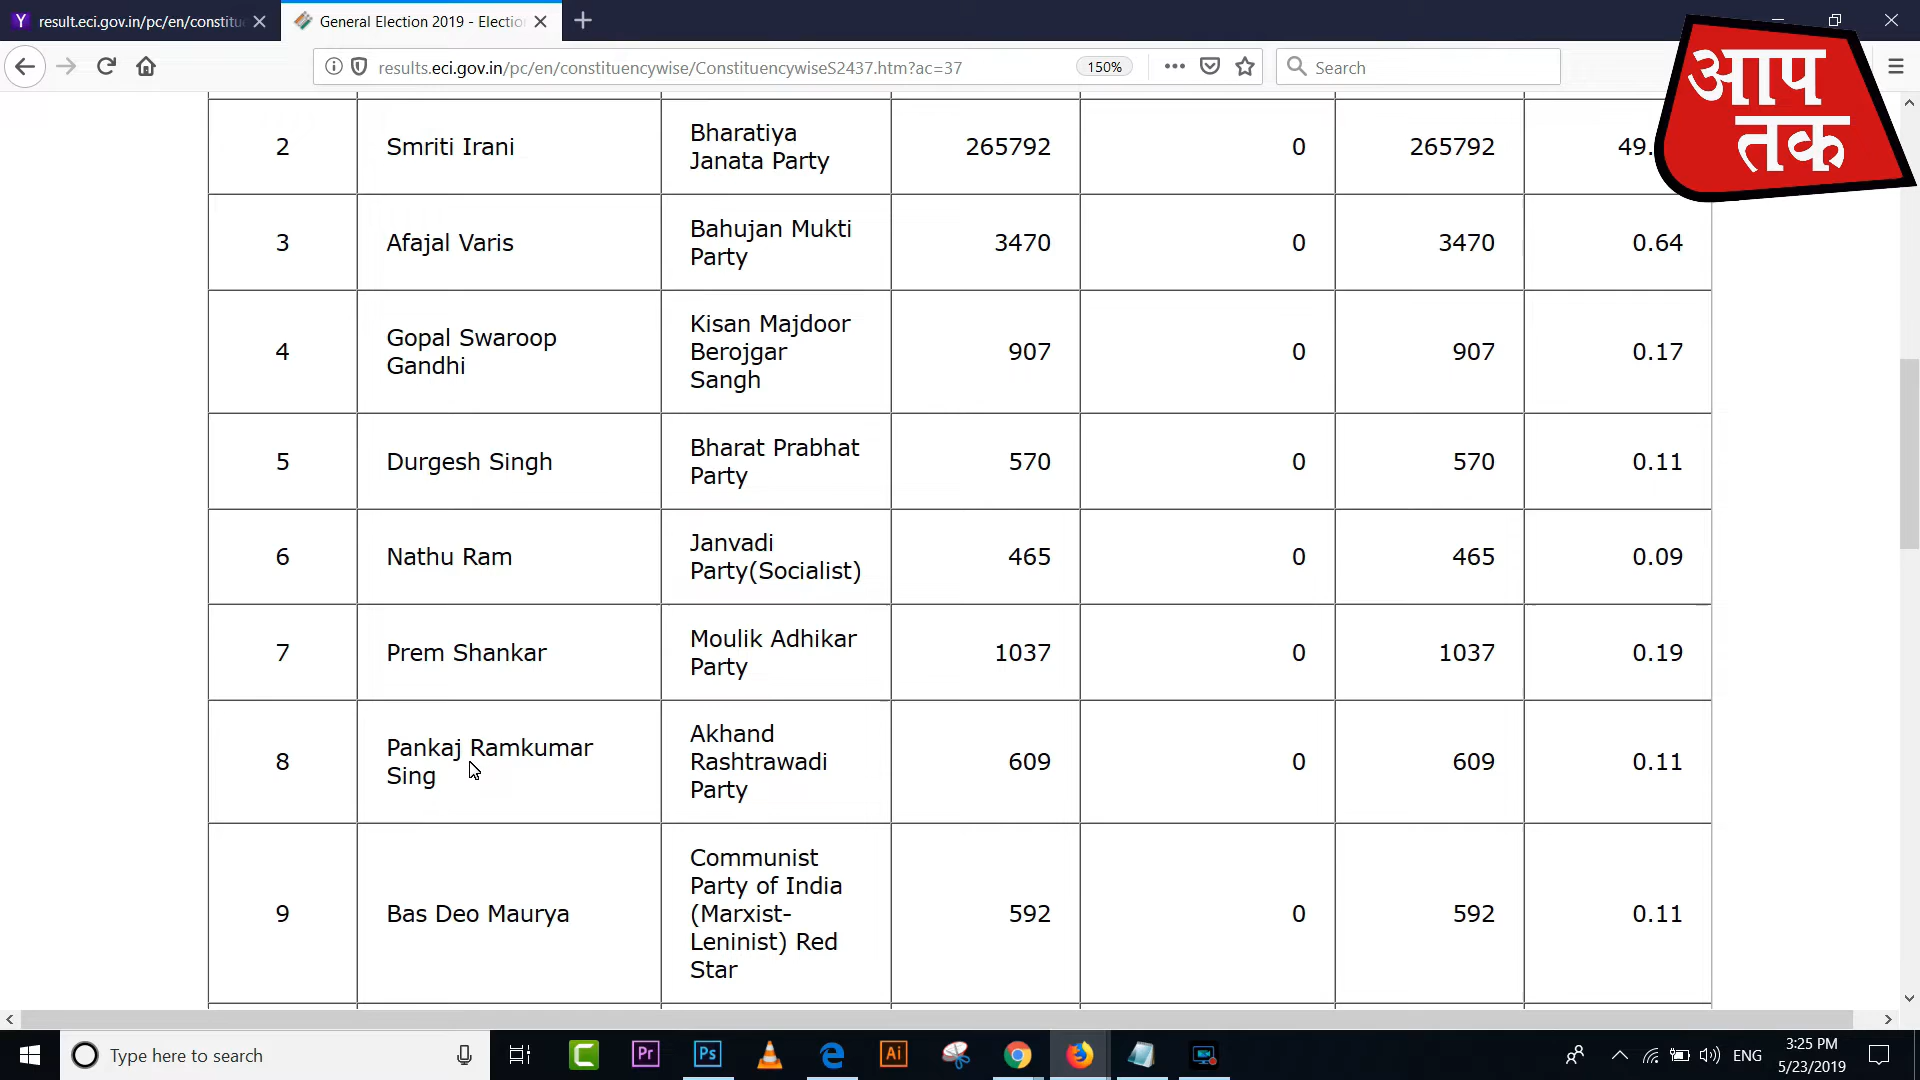 result.eci.gov.in/pc/en/constitue
General Election 2019 - Electio
results.eci.gov.in/pc/en/constituencywise/ConstituencywiseS2437.htm?ac=37
150%
Search
आप
तक
2
Smriti Irani
Bharatiya
Janata Party
265792
0
265792
49.
3
Afajal Varis
Bahujan Mukti
Party
3470
0
3470
0.64
4
Gopal Swaroop
Gandhi
Kisan Majdoor
Berojgar
Sangh
907
0
907
0.17
5
Durgesh Singh
Bharat Prabhat
Party
570
0
570
0.11
6
Nathu Ram
Janvadi
Party(Socialist)
465
0
465
0.09
7
Prem Shankar
Moulik Adhikar
Party
1037
0
1037
0.19
8
Pankaj Ramkumar
Sing
Akhand
Rashtrawadi
Party
609
0
609
0.11
9
Bas Deo Maurya
Communist
Party of India
(Marxist-
Leninist) Red
Star
592
0
592
0.11
Type here to search
Pr
Ps
Ai
ENG
3:25 PM
5/23/2019